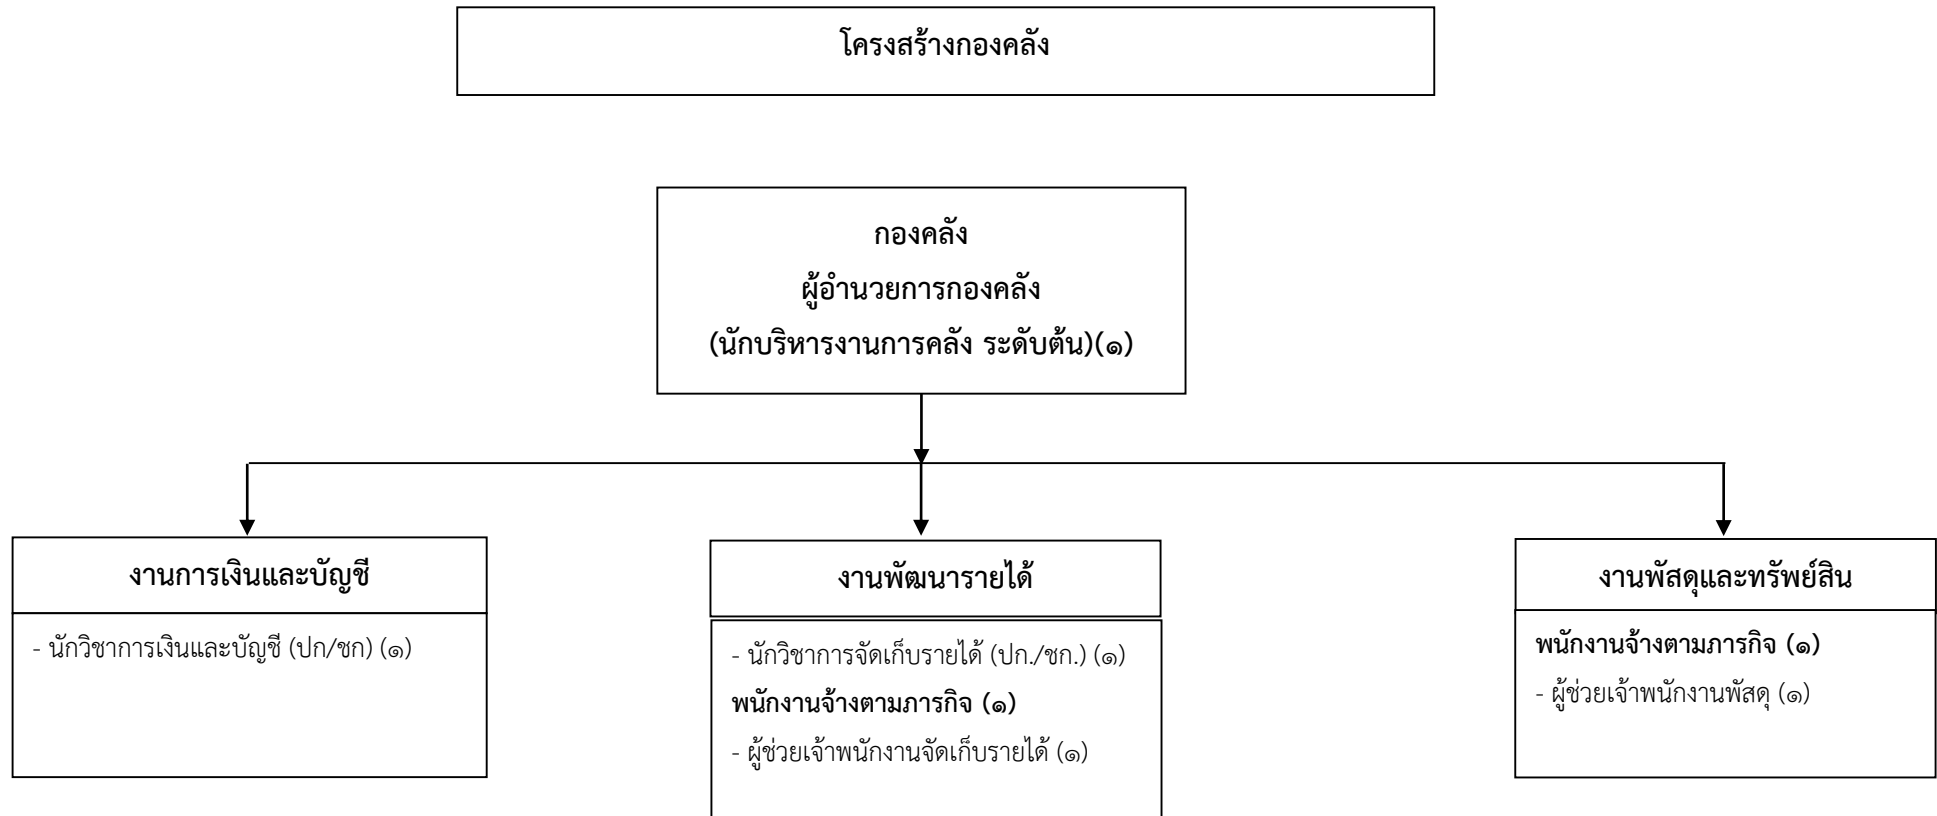 โครงสร้างกองคลัง
กองคลัง
ผู้อำนวยการกองคลัง
(นักบริหารงานการคลัง ระดับต้น)(๑)
งานการเงินและบัญชี
- นักวิชาการเงินและบัญชี (ปก/ชก) (๑)
งานพัฒนารายได้
- นักวิชาการจัดเก็บรายได้ (ปก./ชก.) (๑)
พนักงานจ้างตามภารกิจ (๑)
- ผู้ช่วยเจ้าพนักงานจัดเก็บรายได้ (๑)
งานพัสดุและทรัพย์สิน
พนักงานจ้างตามภารกิจ (๑)
- ผู้ช่วยเจ้าพนักงานพัสดุ (๑)